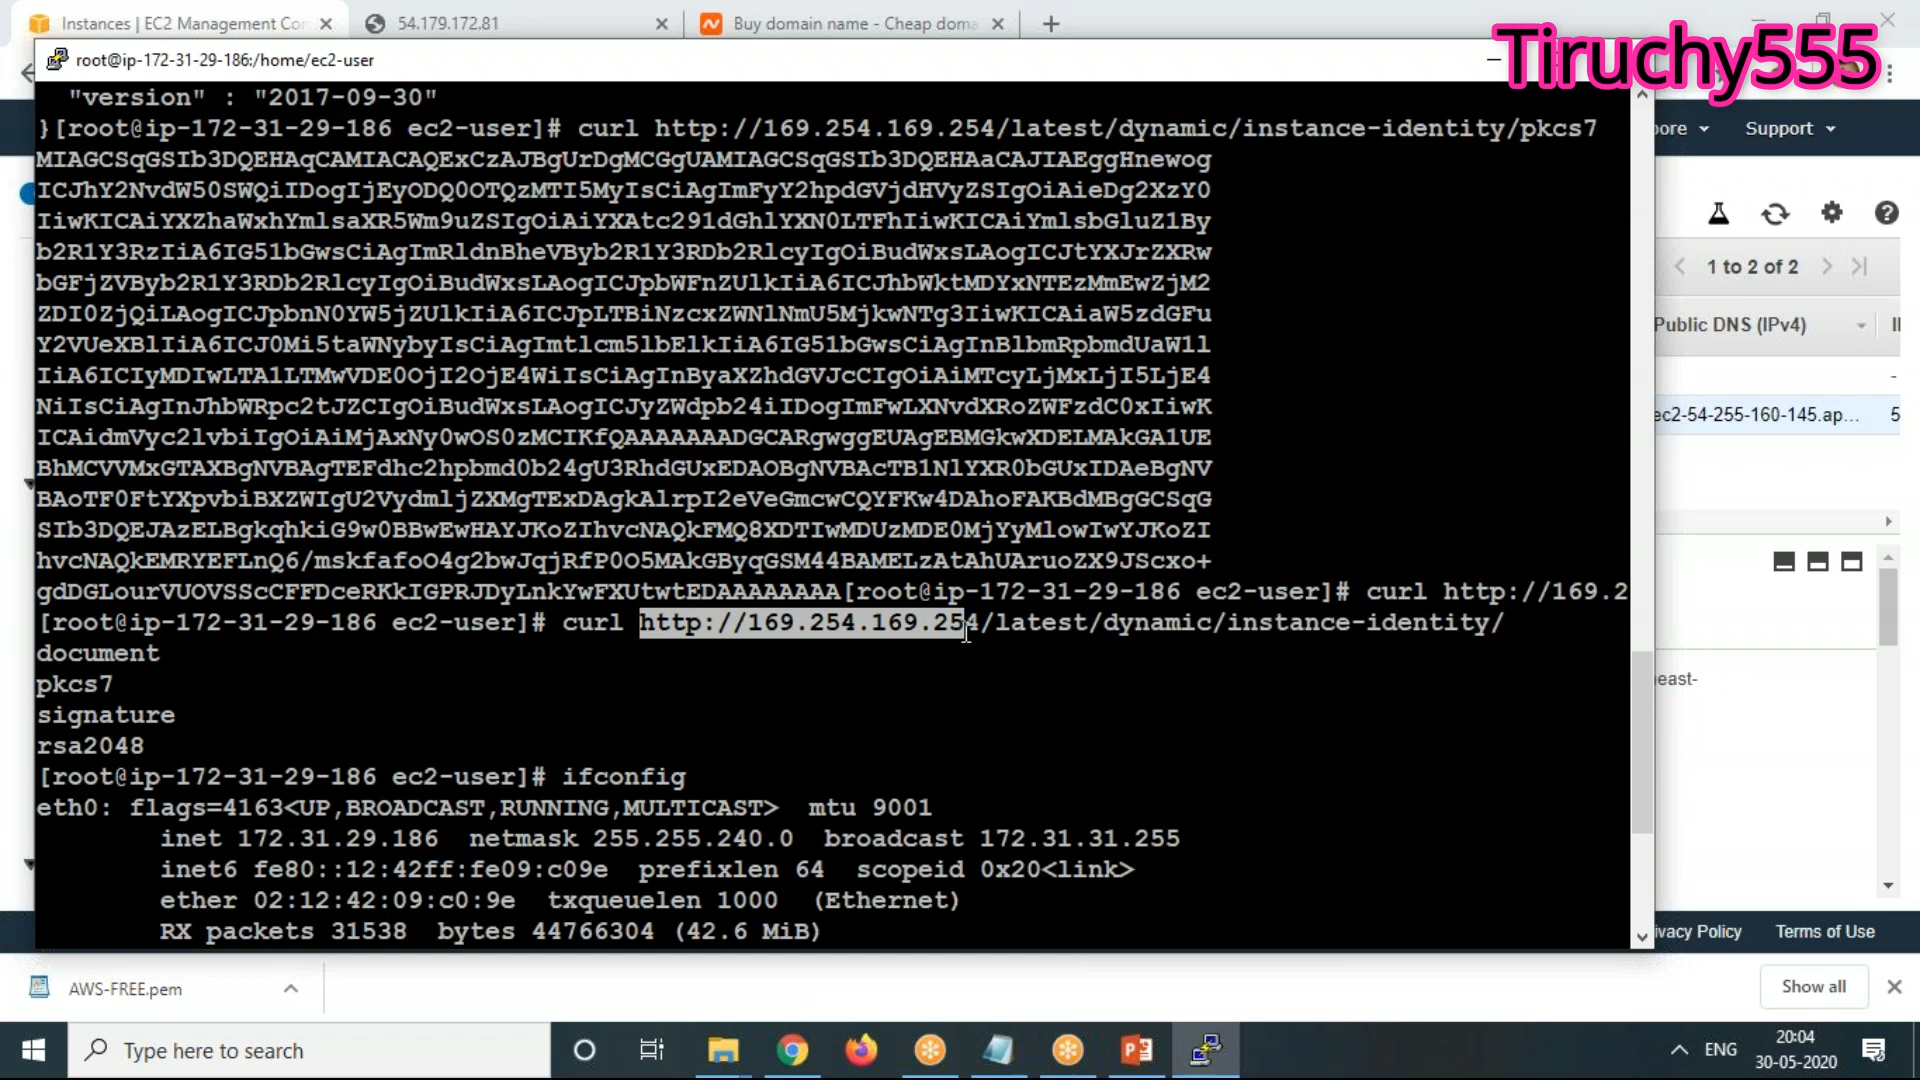 Instances | EC2 Management Con
54.179.172.81
Buy domain name - Cheap doma
Tiruchy555
root@ip-172-31-29-186:/home/ec2-user
"version" : "2017-09-30"
}[root@ip-172-31-29-186 ec2-user]# curl http://169.254.169.254/latest/dynamic/instance-identity/pkcs7
MIAGCSqGSIb3DQEHAqCAMIACAQExCzAJBgUrDgMCGgUAMIAGCSqGSIb3DQEHAaCAJIAEggHnewog
ICJhY2NvdW50SWQiIDogIjEyODQ0OTQzMTI5MyIsCiAgImFyY2hpdGVjdHVyZSIgOiAieDg2XzY0
IiwKICAiYXZhaWxhYmlsaXR5Wm9uZSIgOiAiYXAtc291dGhlYXN0LTFhIiwKICAiYmlsbGluZ1By
b2R1Y3RzIiA6IG51bGwsCiAgImRldnBheVByb2R1Y3RDb2RlcyIgOiBudWxsLAogICJtYXJrZXRw
bGFjZVByb2R1Y3RDb2RlcyIgOiBudWxsLAogICJpbWFnZUlkIiA6ICJhbWktMDYxNTEzMmEwZjM2
ZDI0ZjQiLAogICJpbnN0YW5jZUlkIiA6ICJpLTBiNzcxZWNlNmU5MjkwNTg3IiwKICAiaW5zdGFu
Y2VUeXBlIiA6ICJ0Mi5taWNybyIsCiAgImtlcm5lbElkIiA6IG51bGwsCiAgInBlbmRpbmdUaW1l
IiA6ICIyMDIwLTA1LTMwVDE0OjI2OjE4WiIsCiAgInByaXZhdGVJcCIgOiAiMTcyLjMxLjI5LjE4
NiIsCiAgInJhbWRpc2tJZCIgOiBudWxsLAogICJyZWdpb24iIDogImFwLXNvdXRoZWFzdC0xIiwK
ICAidmVyc2lvbiIgOiAiMjAxNy0wOS0zMCIKfQAAAAAAADGCARgwggEUAgEBMGkwXDELMAkGA1UE
BhMCVVMxGTAXBgNVBAgTEFdhc2hpbmd0b24gU3RhdGUxEDAOBgNVBAcTB1NlYXR0bGUxIDAeBgNV
BAoTF0FtYXpvbiBXZWIgU2VydmljZXMgTExDAgkAlrpI2eVeGmcwCQYFKw4DAhoFAKBdMBgGCSqG
SIb3DQEJAzELBgkqhkiG9w0BBwEwHAYJKoZIhvcNAQkFMQ8XDTIwMDUzMDE0MjYyMlowIwYJKoZI
hvcNAQkEMRYEFLnQ6/mskfafoO4g2bwJqjRfP0O5MAkGByqGSM44BAMELzAtAhUAruoZX9JScxo+
gdDGLourVUOVSScCFFDceRKkIGPRJDyLnkYwFXUtwtEDAAAAAAAA[root@ip-172-31-29-186 ec2-user]# curl http://169.2
[root@ip-172-31-29-186 ec2-user]# curl http://169.254.169.254/latest/dynamic/instance-identity/
document
pkcs7
signature
rsa2048
[root@ip-172-31-29-186 ec2-user]# ifconfig
eth0: flags=4163<UP,BROADCAST,RUNNING,MULTICAST>  mtu 9001
inet 172.31.29.186  netmask 255.255.240.0  broadcast 172.31.31.255
inet6 fe80::12:42ff:fe09:c09e  prefixlen 64  scopeid 0x20<link>
ether 02:12:42:09:c0:9e  txqueuelen 1000  (Ethernet)
RX packets 31538  bytes 44766304 (42.6 MiB)
pore
Support
1 to 2 of 2
Public DNS (IPv4)
-
ec2-54-255-160-145.ap...
5
east-
ivacy Policy
Terms of Use
AWS-FREE.pem
Show all
Type here to search
ENG
20:04
30-05-2020